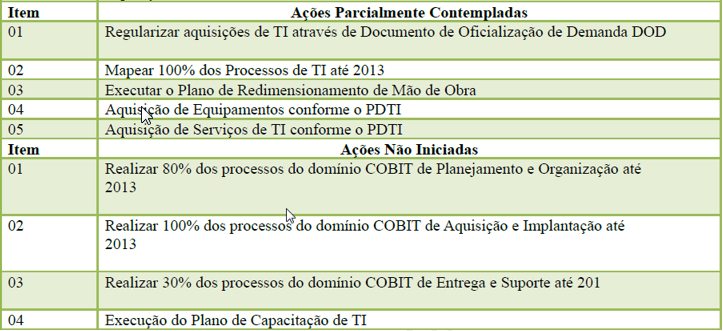 Item Ações Parcialmente Contempladas
01 Regularizar aquisições de TI através de Documento de Oficialização de Demanda DOD
02 Mapear 100% dos Processos de TI até 2013
03 Executar o Plano de Redimensionamento de Mão de Obra
04 Aquisição de Equipamentos conforme o PDTI
05 Aquisição de Serviços de TI conforme o PDTI
Item Ações Não Iniciadas
01 Realizar 80% dos processos do domínio COBIT de Planejamento e Organização até
2013
02 Realizar 100% dos processos do domínio COBIT de Aquisição e Implantação até
2013
03 Realizar 30% dos processos do domínio COBIT de Entrega e Suporte até 201
04 Execução do Plano de Capacitação de TI